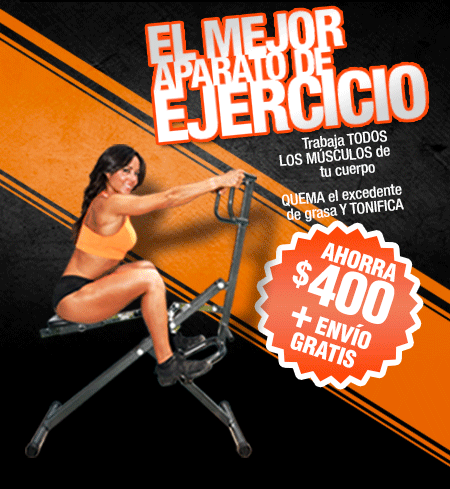 EL MEJOR
APARATO DE
EJERCICIO
Trabaja TODOS
LOS MÚSCULOS de
tu cuerpo
QUEMA el excedente
de grasa Y TONIFICA
AHORRA
$400
+ ENVÍO
GRATIS